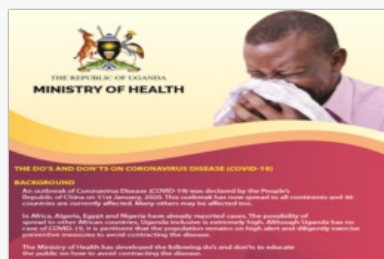 THE REPUBLIC OF UGANDA
MINISTRY OF HEALTH
THE DO'S AND DON'TS ON CORONAVIRUS DISEASE (COVID-19)
BACKGROUND
An outbreak of Coronavirus Disease (COVID-19) was declared by the People's
Republic of China on 31st January, 2020. This outbreak has now spread to all continents and 46
countries are currently affected. Many others may be affected too.
In Africa, Algeria, Egypt and Nigeria have already reported cases. The possibility of
spread to other African countries, Uganda inclusive is extremely high. Although Uganda has no
case of COVID-19, it is pertinent that the population remains on high alert and diligently exercise
preventive measures to avoid contracting the disease.
The Ministry of Health has developed the following do's and don'ts to educate
the public on how to avoid contracting the disease.